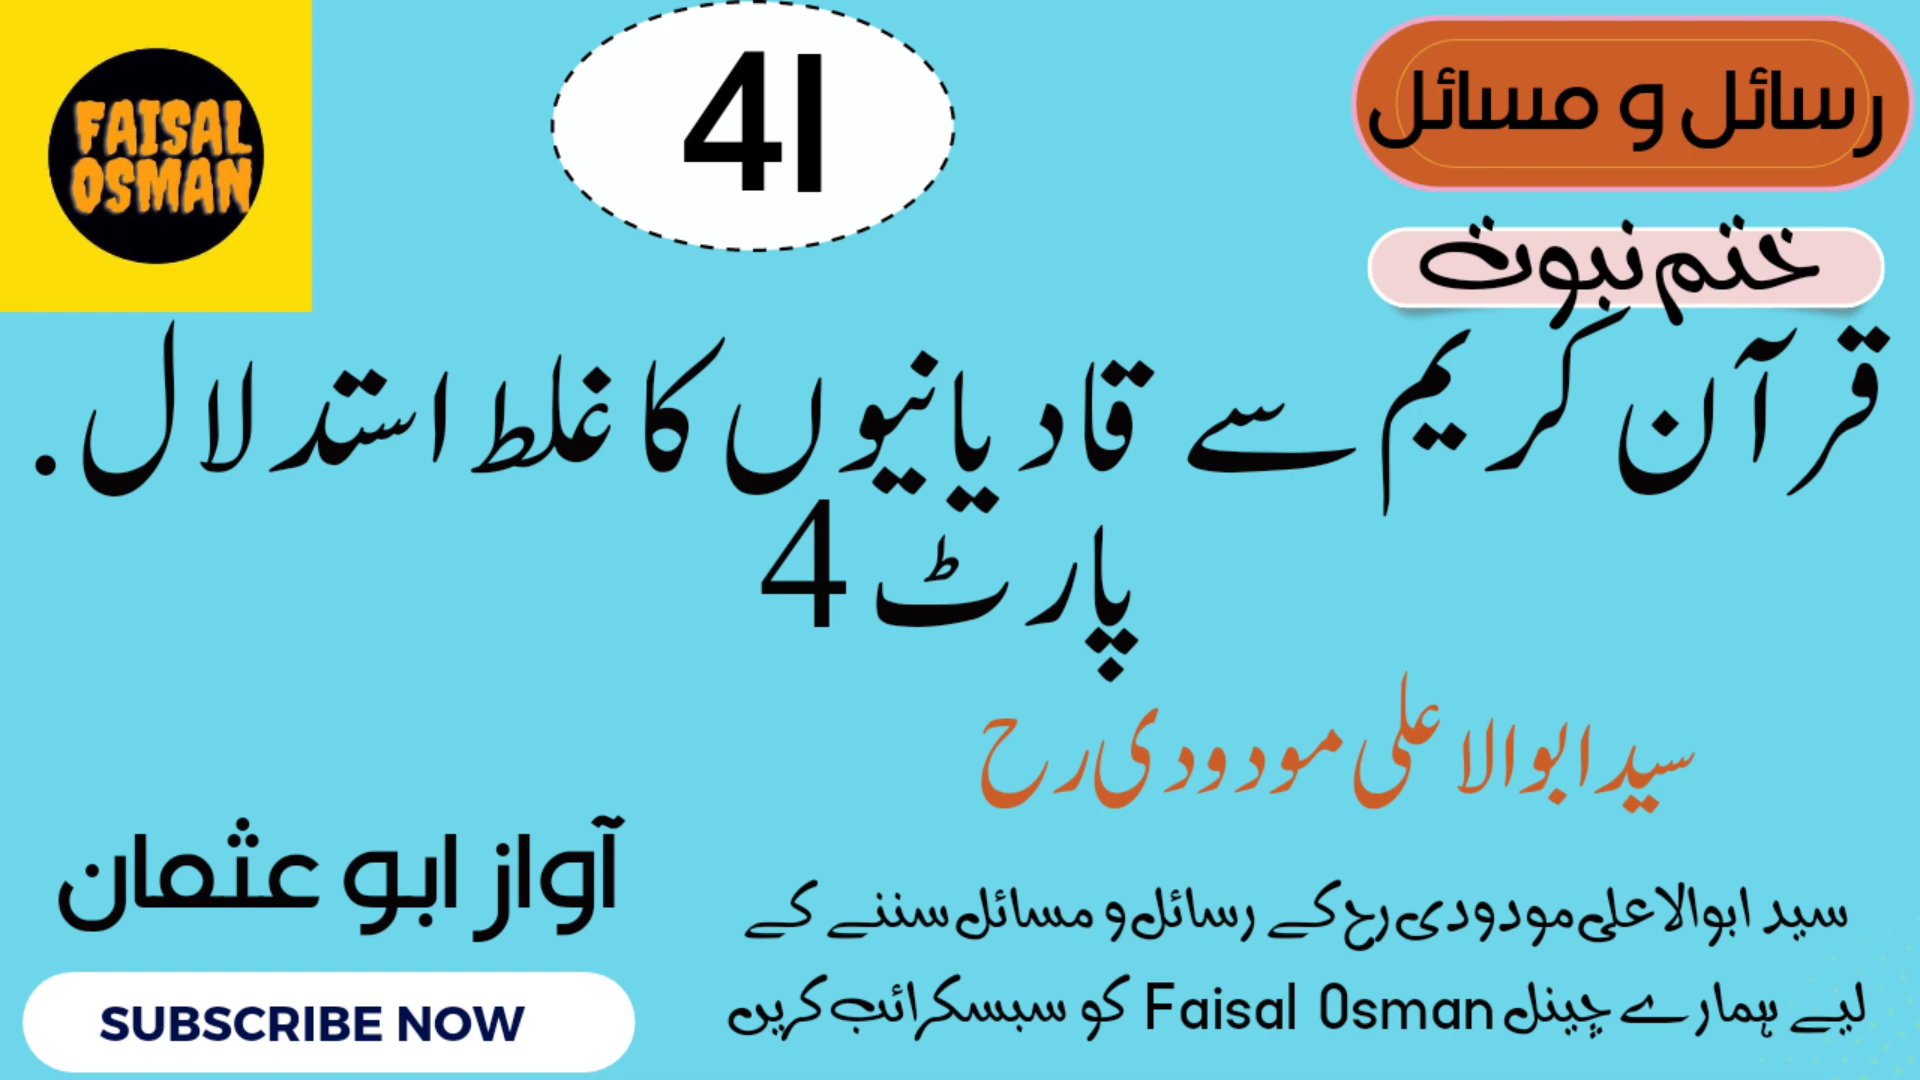 FAISAL
OSMAN
41
رسائل و مسائل
ختم نبوت
قرآن کریم سے قادیانیوں کا غلط استدلال.
پارٹ 4
سید ابوالاعلی مودودی رح
آواز ابو عثمان
سید ابوالاعلی مودودی رح کے رسائل و مسائل سننے کے
لیے ہمارے چینل Faisal Osman کو سبسکرائب کریں
SUBSCRIBE NOW